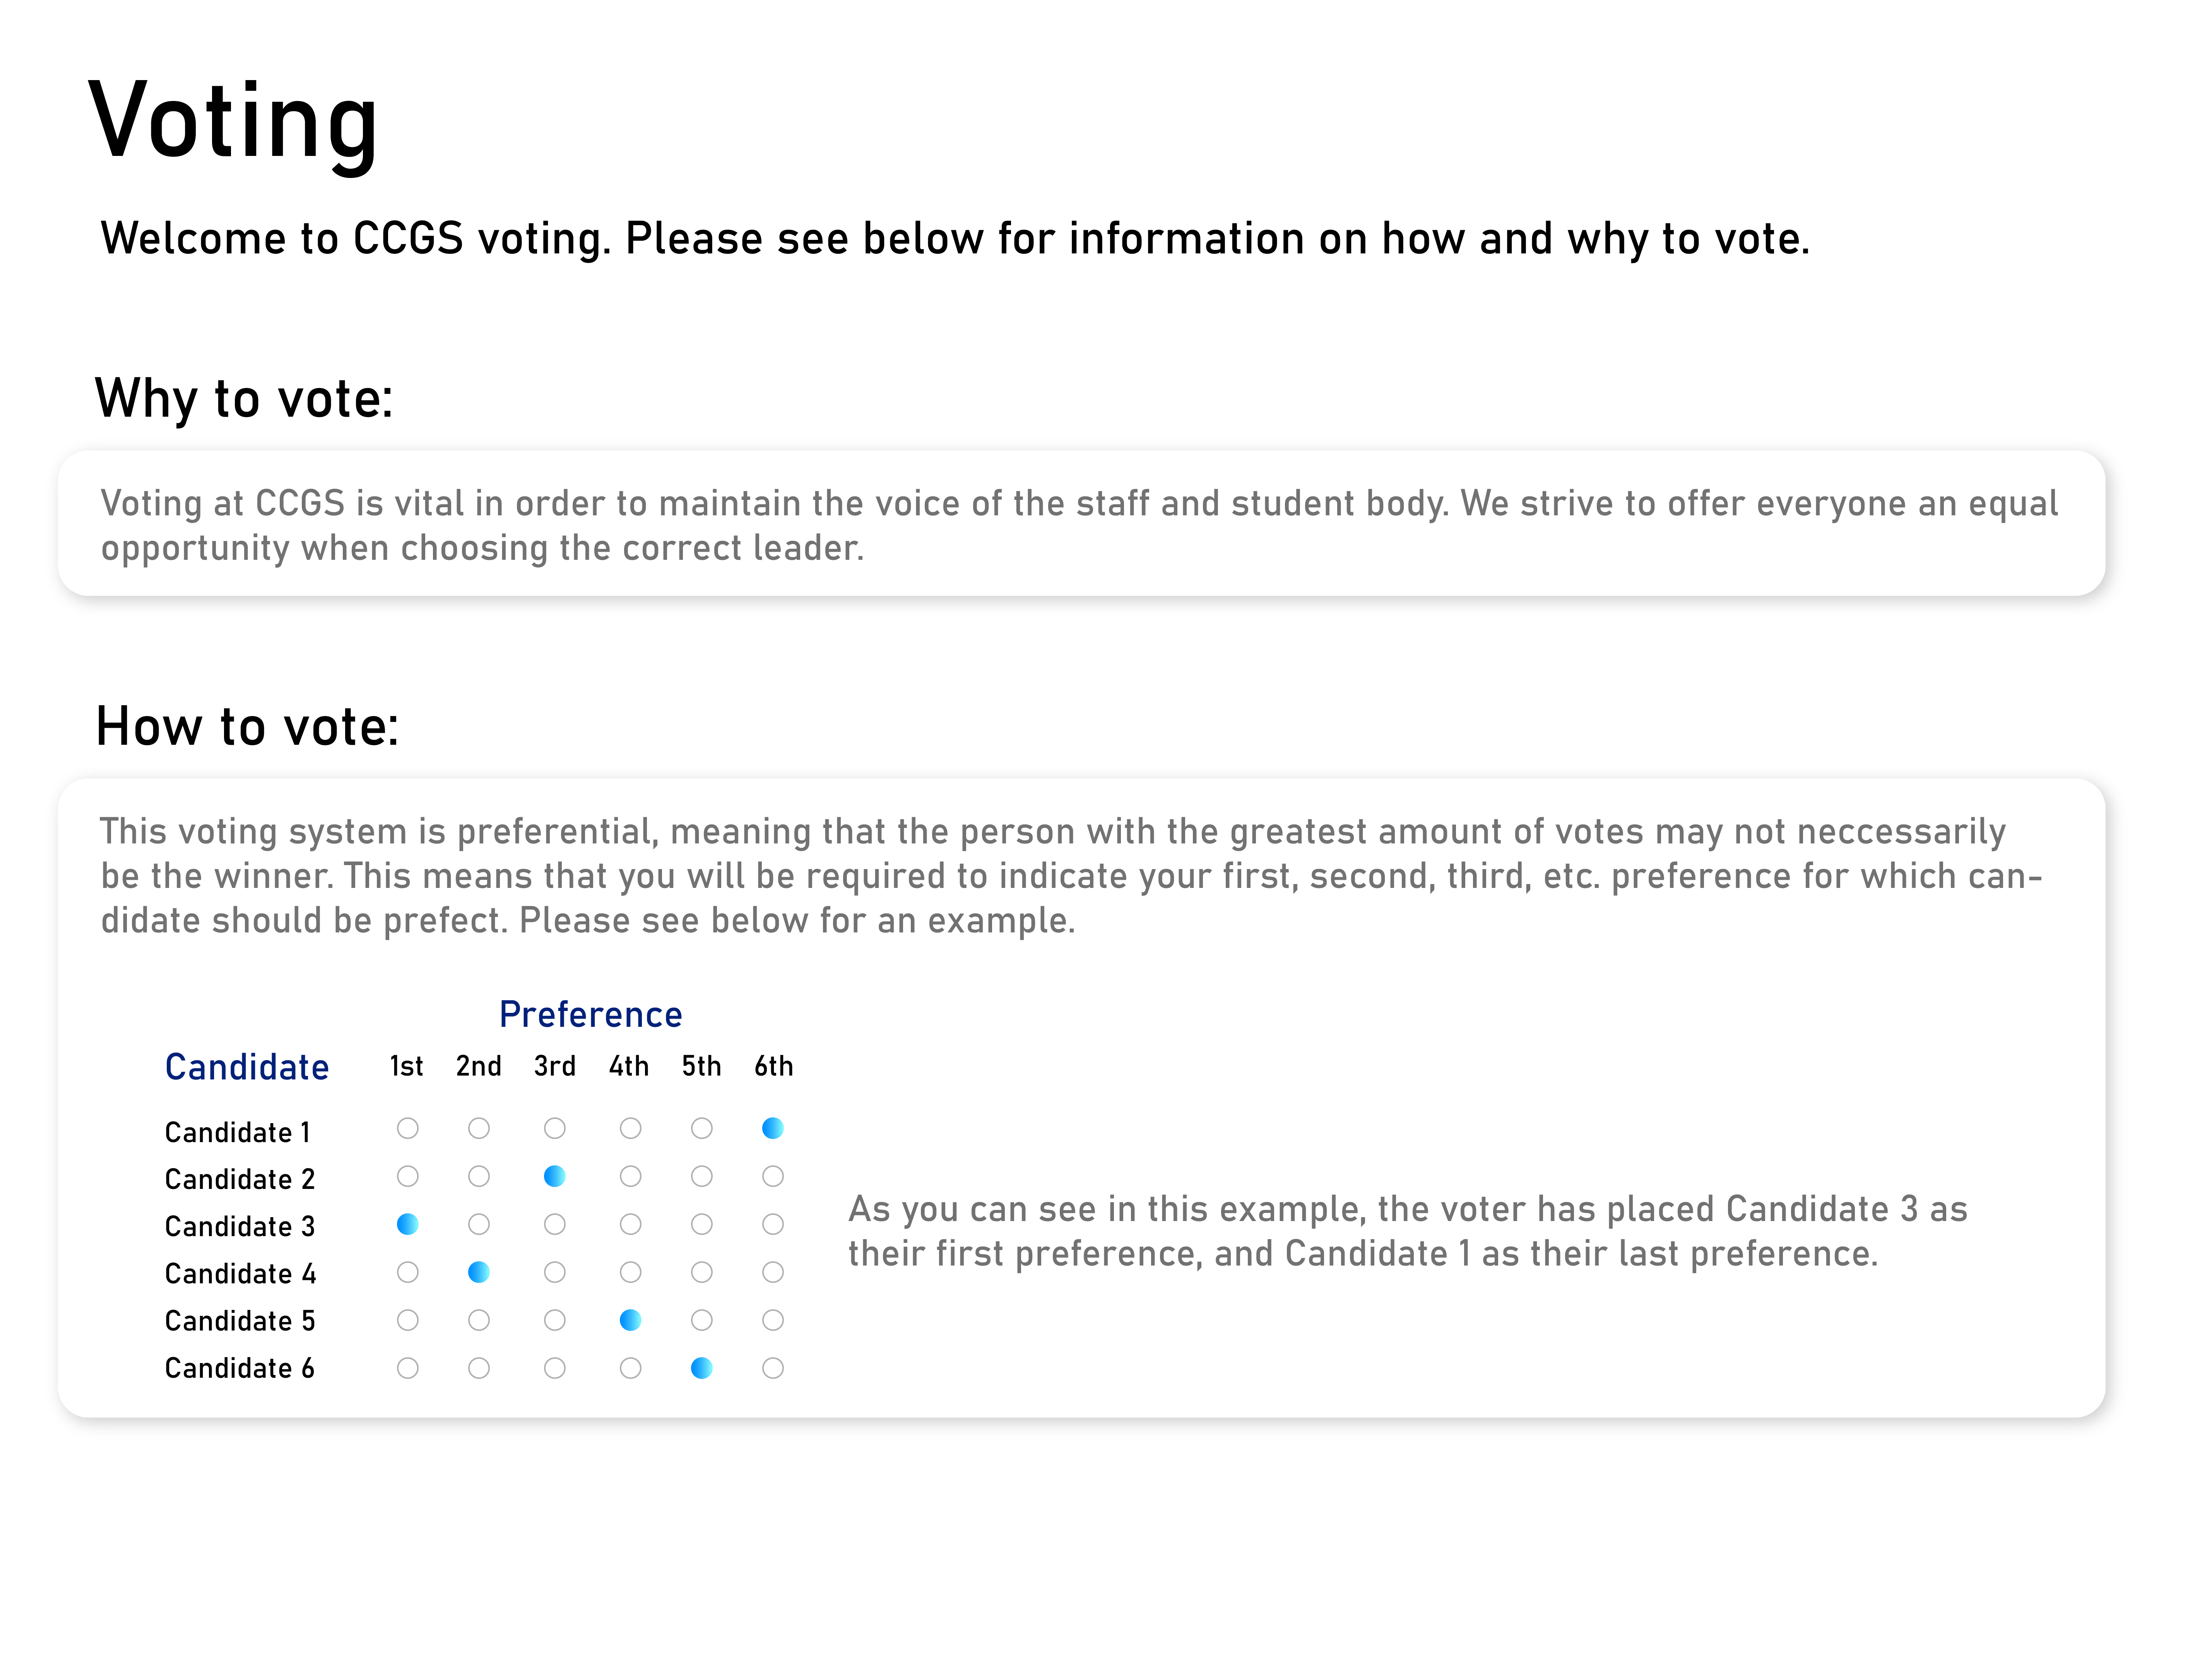 Voting
Welcome to CCGS voting. Please see below for information on how and why to vote.
Why to vote:
Voting at CCGS is vital in order to maintain the voice of the staff and student body. We strive to offer everyone an equal
opportunity when choosing the correct leader.
How to vote:
This voting system is preferential, meaning that the person with the greatest amount of votes may not neccessarily
be the winner. This means that you will be required to indicate your first, second, third, etc. preference for which can-
didate should be prefect. Please see below for an example.
Preference
Candidate 1st 2nd 3rd 4th 5th 6th
Candidate 1
Candidate 2
Candidate 3
Candidate 4
Candidate 5
Candidate 6
As you can see in this example, the voter has placed Candidate 3 as
their first preference, and Candidate 1 as their last preference.